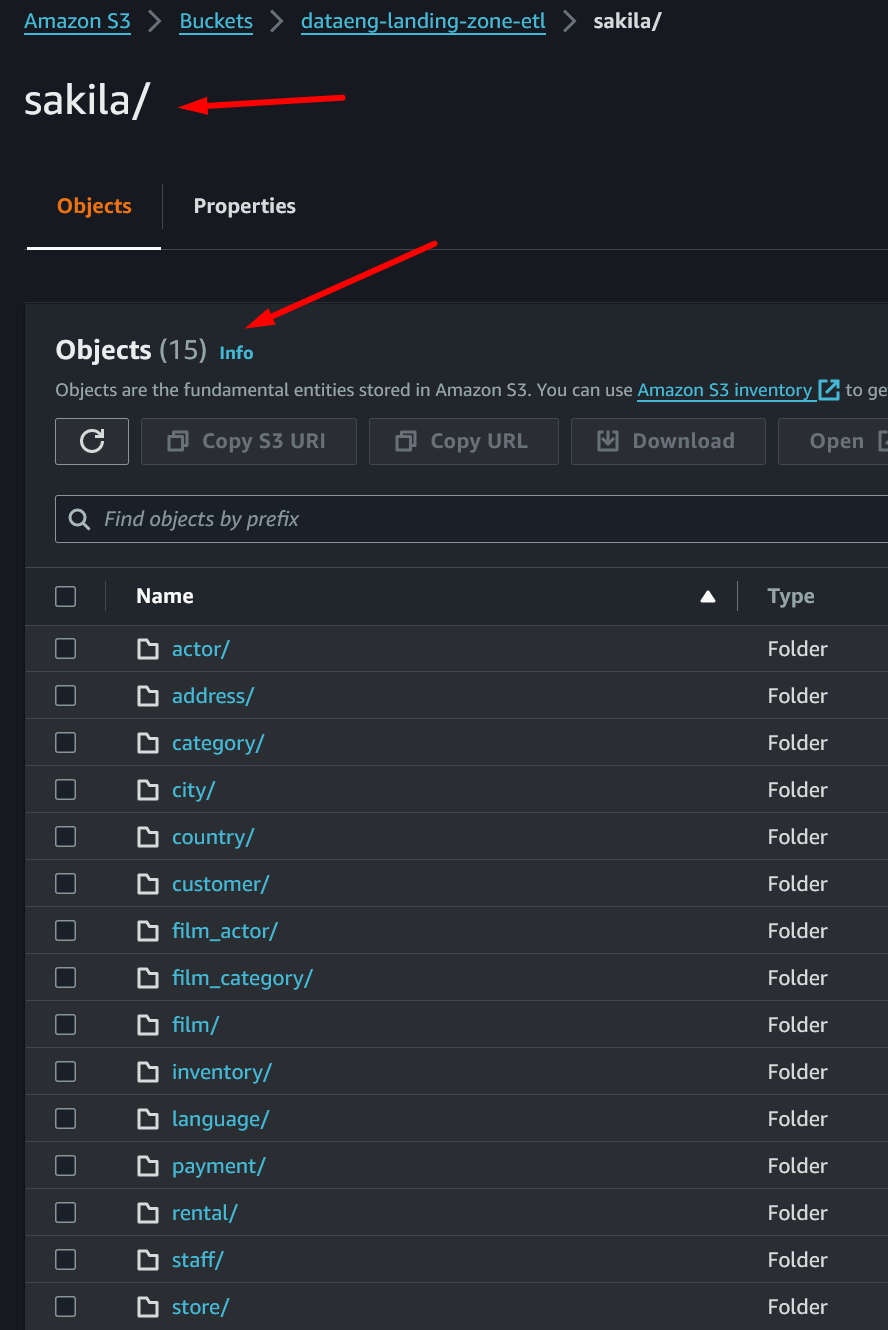 Amazon S3 > Buckets > dataeng-landing-zone-etl > sakila/
sakila/
Objects Properties
Objects (15) Info
Objects are the fundamental entities stored in Amazon S3. You can use Amazon S3 inventory to ge
Copy S3 URI Copy URL Download Open
Find objects by prefix
Name Type
actor/ Folder
address/ Folder
category/ Folder
city/ Folder
country/ Folder
customer/ Folder
film_actor/ Folder
film_category/ Folder
film/ Folder
inventory/ Folder
language/ Folder
payment/ Folder
rental/ Folder
staff/ Folder
store/ Folder